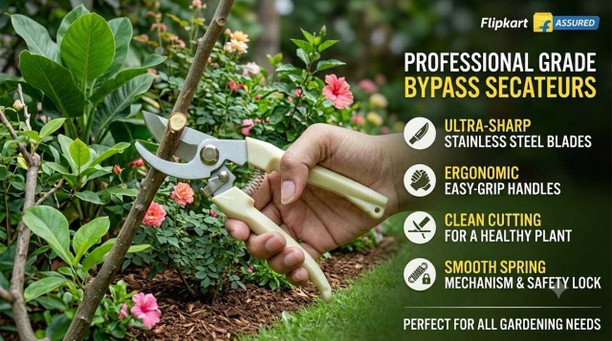 Flipkart ASSURED
PROFESSIONAL GRADE
BYPASS SECATEURS
ULTRA-SHARP
STAINLESS STEEL BLADES
ERGONOMIC
EASY-GRIP HANDLES
CLEAN CUTTING
FOR A HEALTHY PLANT
SMOOTH SPRING
MECHANISM & SAFETY LOCK
PERFECT FOR ALL GARDENING NEEDS